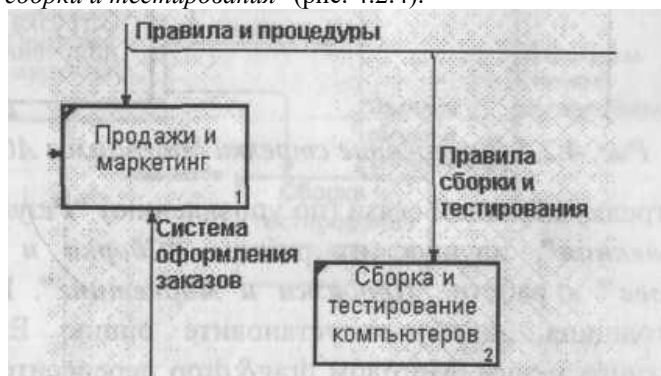 сборки и тестирования" (рис. 4.2.4).
Правила и процедуры
Продажи и
маркетинг
1
Правила
сборки и
тестирования
Система
оформления
заказов
Сборка и
тестирование
компьютеров
2